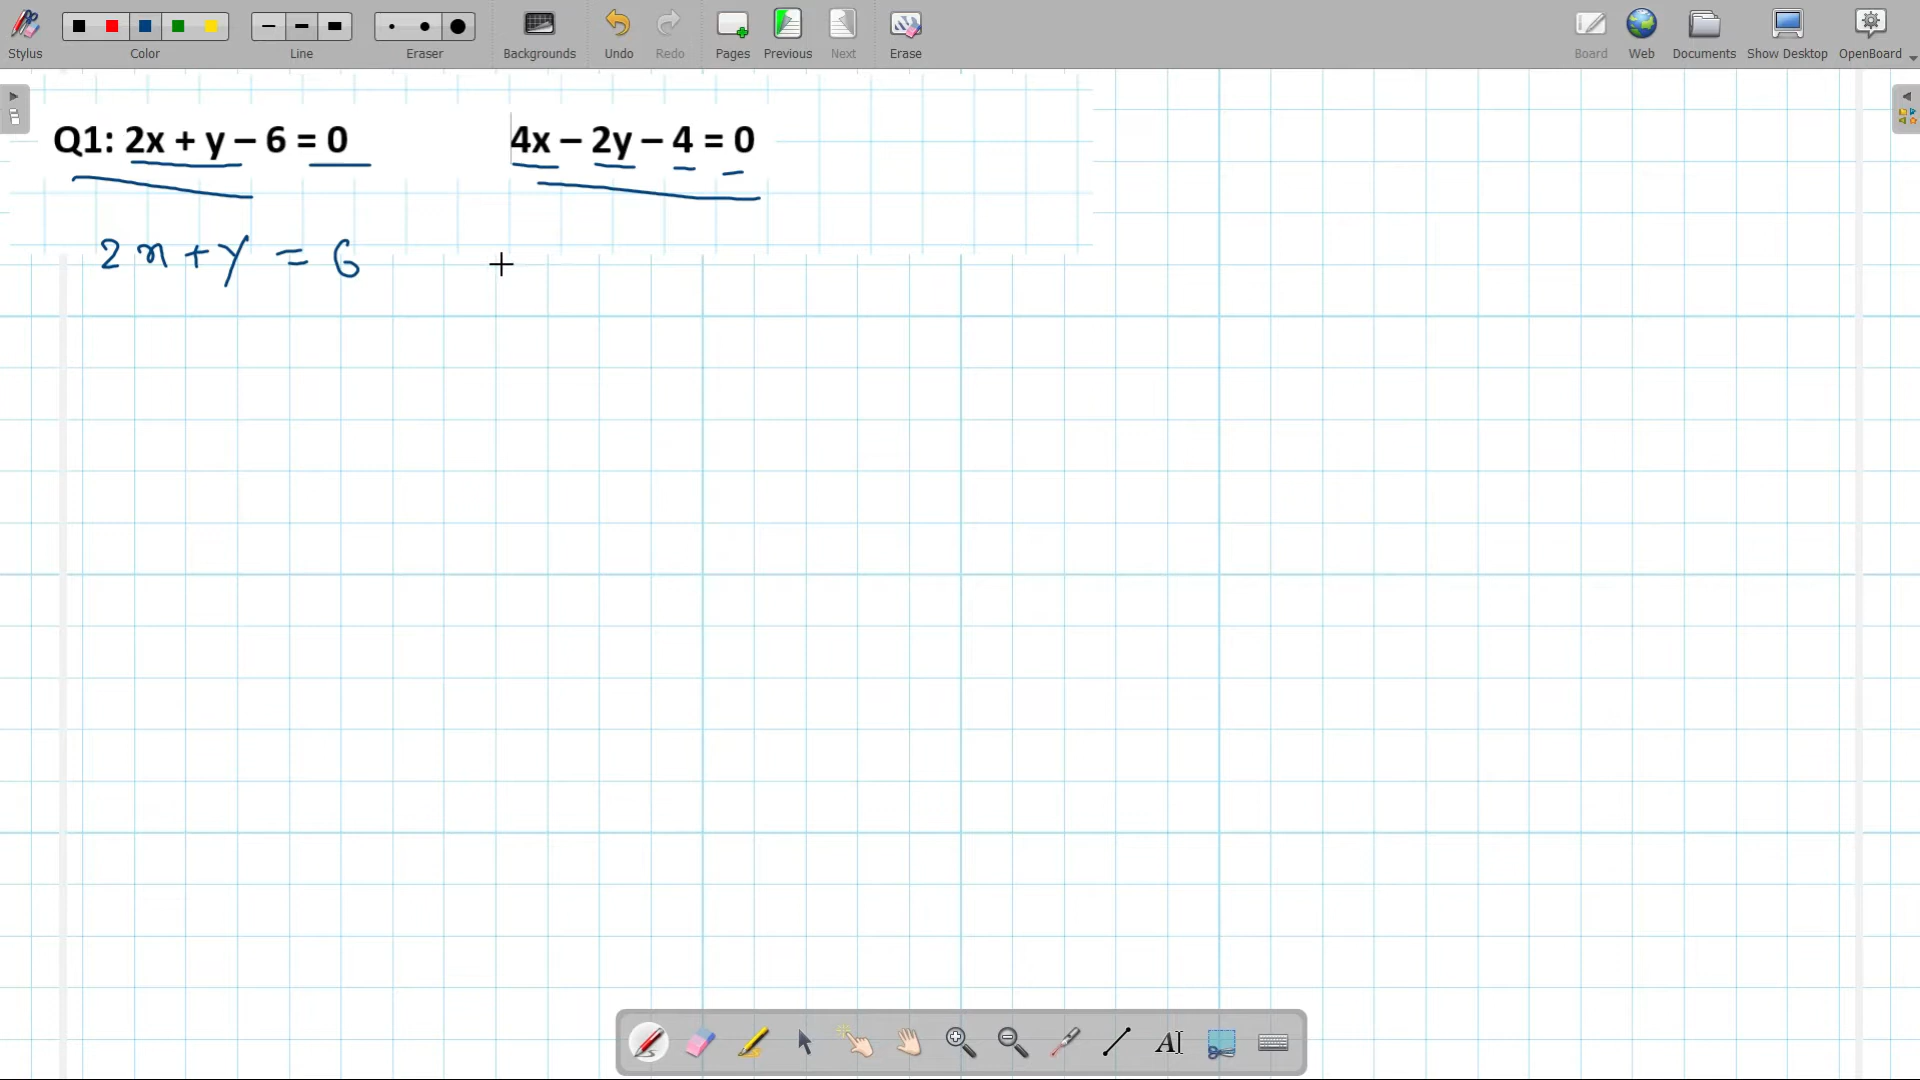 Stylus Color Line Eraser Backgrounds Undo Redo Pages Previous Next Erase Board Web Documents Show Desktop OpenBoard
Q1: 2x + y – 6 = 0 4x – 2y – 4 = 0
2x + y = 6